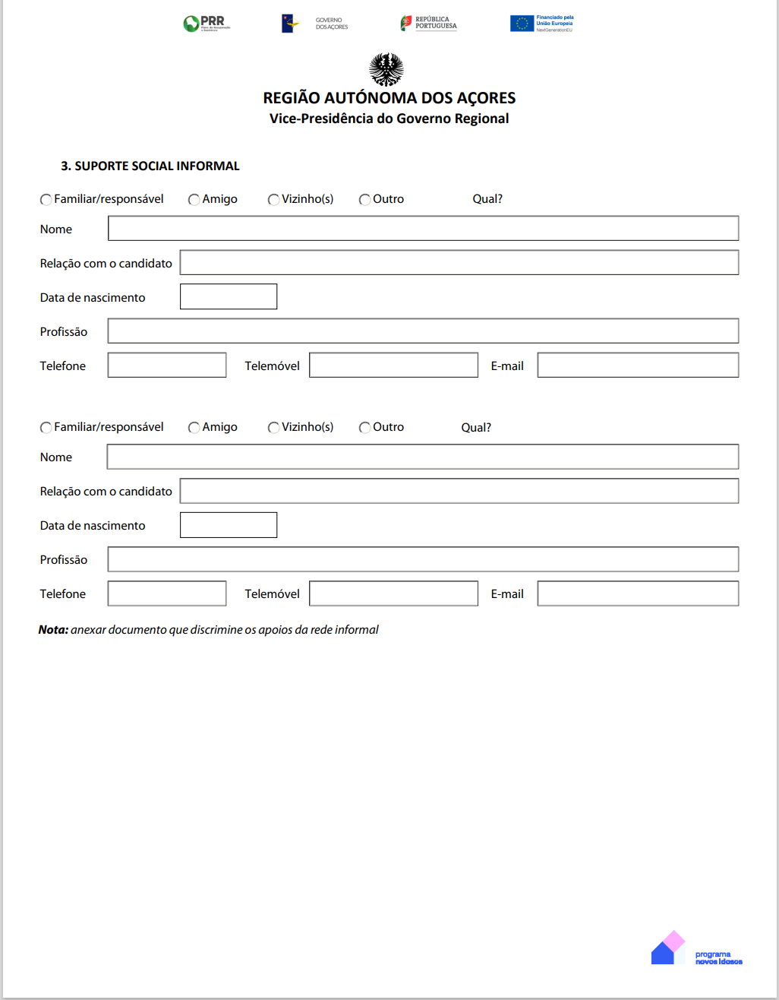 PRR
Plano de Recuperação
e Resiliência
GOVERNO
DOS AÇORES
REPÚBLICA
PORTUGUESA
Financiado pela
União Europeia
NextGenerationEU
REGIÃO AUTÓNOMA DOS AÇORES
Vice-Presidência do Governo Regional
3. SUPORTE SOCIAL INFORMAL
Familiar/responsável Amigo Vizinho(s) Outro Qual?
Nome
Relação com o candidato
Data de nascimento
Profissão
Telefone Telemóvel E-mail
Familiar/responsável Amigo Vizinho(s) Outro Qual?
Nome
Relação com o candidato
Data de nascimento
Profissão
Telefone Telemóvel E-mail
Nota: anexar documento que discrimine os apoios da rede informal
programa
novos idosos